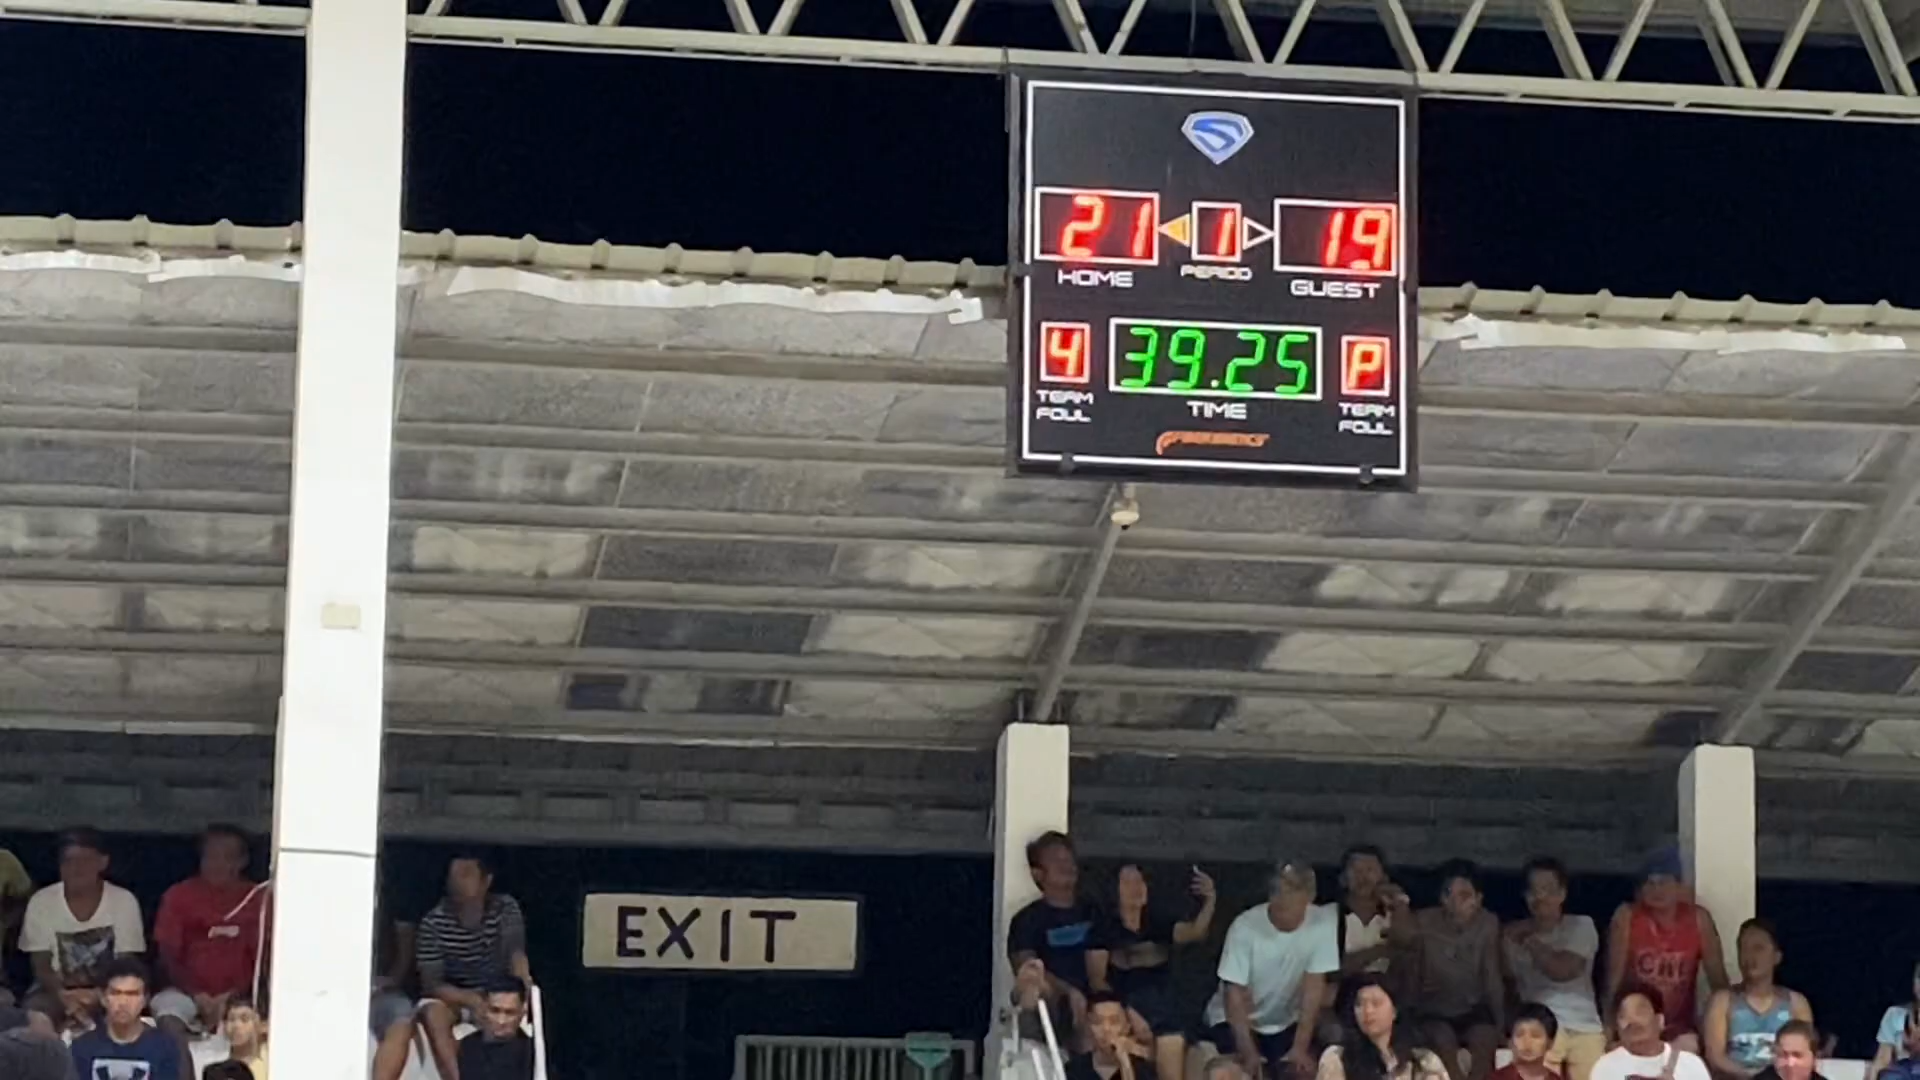 21 1 19
HOME PERIOD GUEST
4 39.25 P
TEAM FOUL TIME TEAM FOUL
EXIT